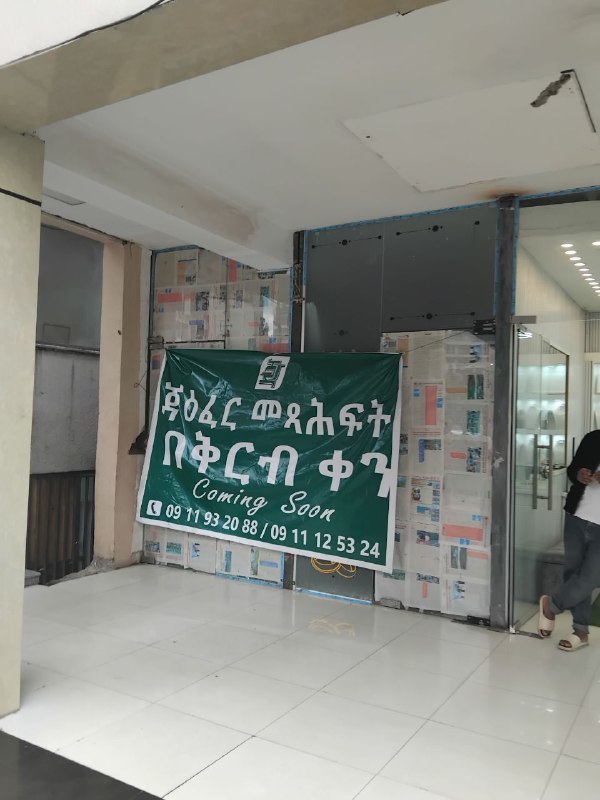 ጃዕፈር መጻሕፍት
በቅርብ ቀን
Coming Soon
09 11 93 20 88 / 09 11 12 53 24